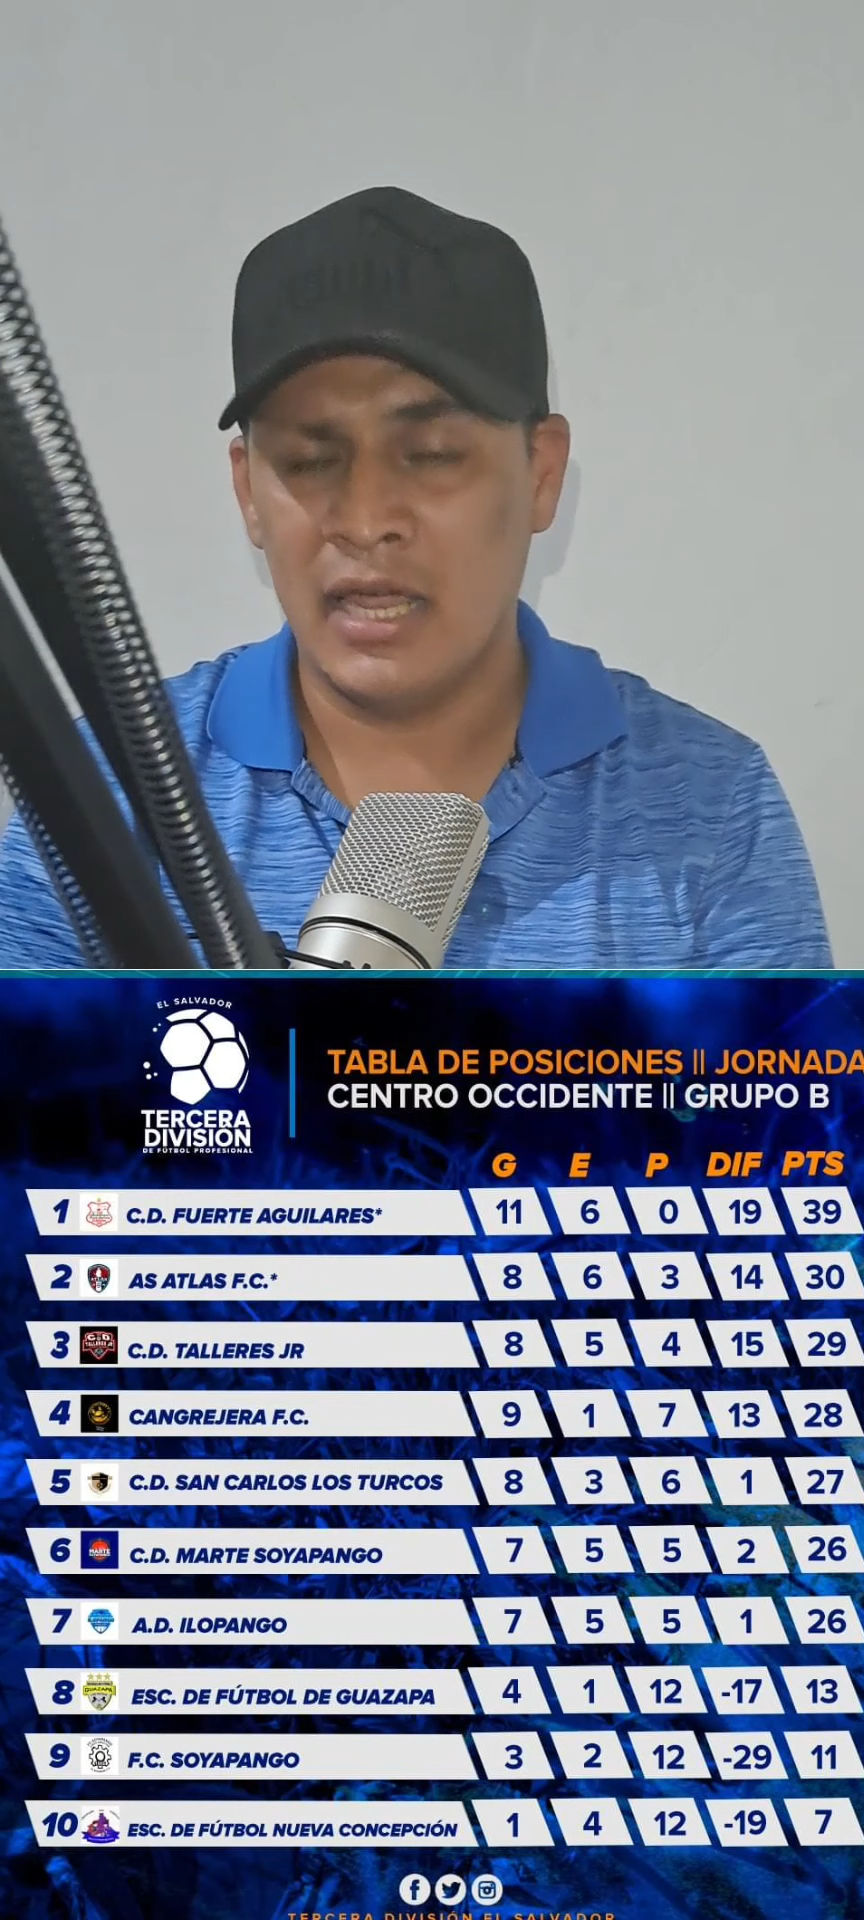 EL SALVADOR
TERCERA
DIVISIÓN
DE FÚTBOL PROFESIONAL
TABLA DE POSICIONES || JORNADA
CENTRO OCCIDENTE || GRUPO B
G E P DIF PTS
1 C.D. FUERTE AGUILARES* 11 6 0 19 39
2 AS ATLAS F.C.* 8 6 3 14 30
3 C.D. TALLERES JR 8 5 4 15 29
4 CANGREJERA F.C. 9 1 7 13 28
5 C.D. SAN CARLOS LOS TURCOS 8 3 6 1 27
6 C.D. MARTE SOYAPANGO 7 5 5 2 26
7 A.D. ILOPANGO 7 5 5 1 26
8 ESC. DE FÚTBOL DE GUAZAPA 4 1 12 -17 13
9 F.C. SOYAPANGO 3 2 12 -29 11
10 ESC. DE FÚTBOL NUEVA CONCEPCIÓN 1 4 12 -19 7
TERCERA DIVISIÓN EL SALVADOR